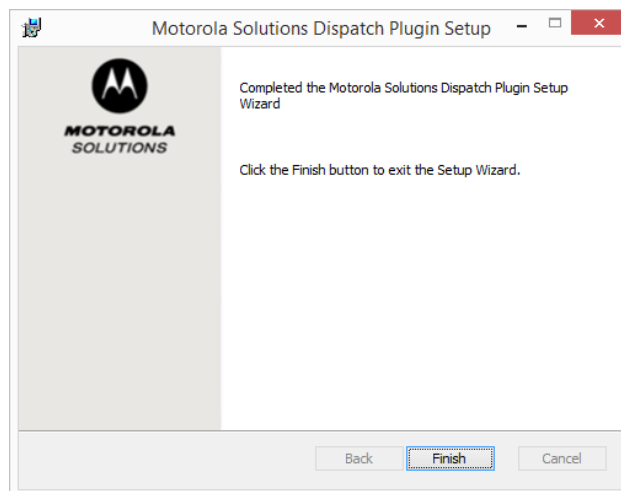 Motorola Solutions Dispatch Plugin Setup
MOTOROLA
SOLUTIONS
Completed the Motorola Solutions Dispatch Plugin Setup
Wizard
Click the Finish button to exit the Setup Wizard.
Back Finish Cancel